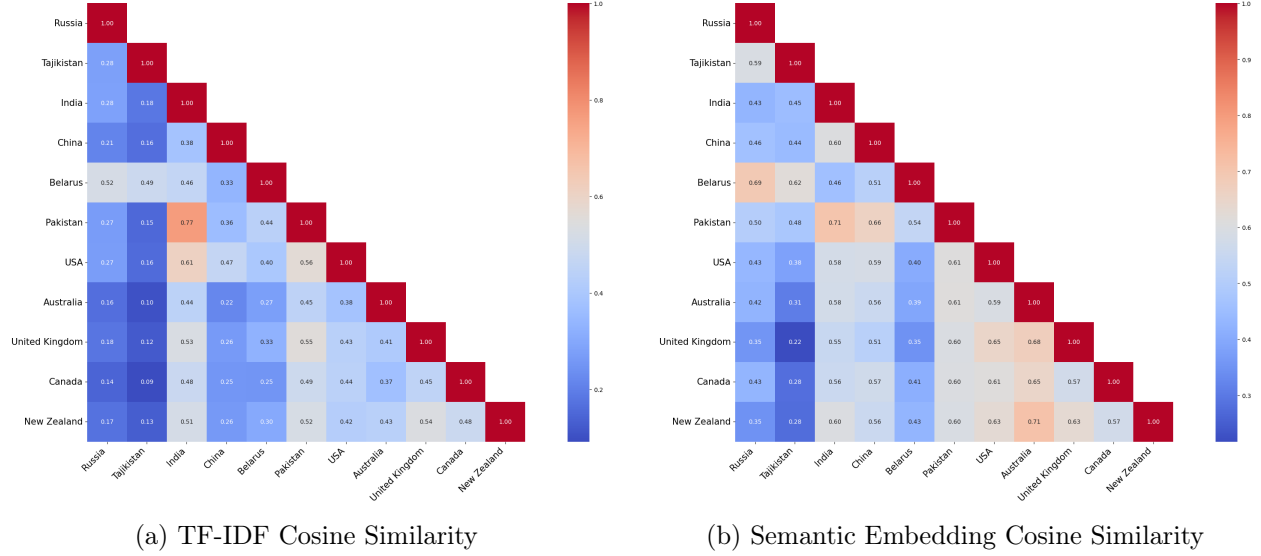 Russia 1.00
Tajikistan 0.28 1.00
India 0.28 0.18 1.00
China 0.21 0.16 0.38 1.00
Belarus 0.52 0.49 0.46 0.33 1.00
Pakistan 0.27 0.15 0.77 0.36 0.44 1.00
USA 0.27 0.16 0.61 0.47 0.40 0.56 1.00
Australia 0.16 0.10 0.44 0.22 0.27 0.45 0.38 1.00
United Kingdom 0.18 0.12 0.53 0.26 0.33 0.55 0.43 0.41 1.00
Canada 0.14 0.09 0.48 0.25 0.25 0.49 0.44 0.37 0.45 1.00
New Zealand 0.17 0.13 0.51 0.26 0.30 0.52 0.42 0.43 0.54 0.48 1.00
Russia Tajikistan India China Belarus Pakistan USA Australia United Kingdom Canada New Zealand
1.0
0.8
0.6
0.4
0.2
(a) TF-IDF Cosine Similarity
Russia 1.00
Tajikistan 0.59 1.00
India 0.43 0.45 1.00
China 0.46 0.44 0.60 1.00
Belarus 0.69 0.62 0.46 0.51 1.00
Pakistan 0.50 0.48 0.71 0.66 0.54 1.00
USA 0.43 0.38 0.58 0.59 0.40 0.61 1.00
Australia 0.42 0.31 0.58 0.56 0.39 0.61 0.59 1.00
United Kingdom 0.35 0.22 0.55 0.51 0.35 0.60 0.65 0.68 1.00
Canada 0.43 0.28 0.56 0.57 0.41 0.60 0.61 0.65 0.57 1.00
New Zealand 0.35 0.28 0.60 0.56 0.43 0.60 0.63 0.71 0.63 0.57 1.00
Russia Tajikistan India China Belarus Pakistan USA Australia United Kingdom Canada New Zealand
1.0
0.9
0.8
0.7
0.6
0.5
0.4
0.3
(b) Semantic Embedding Cosine Similarity